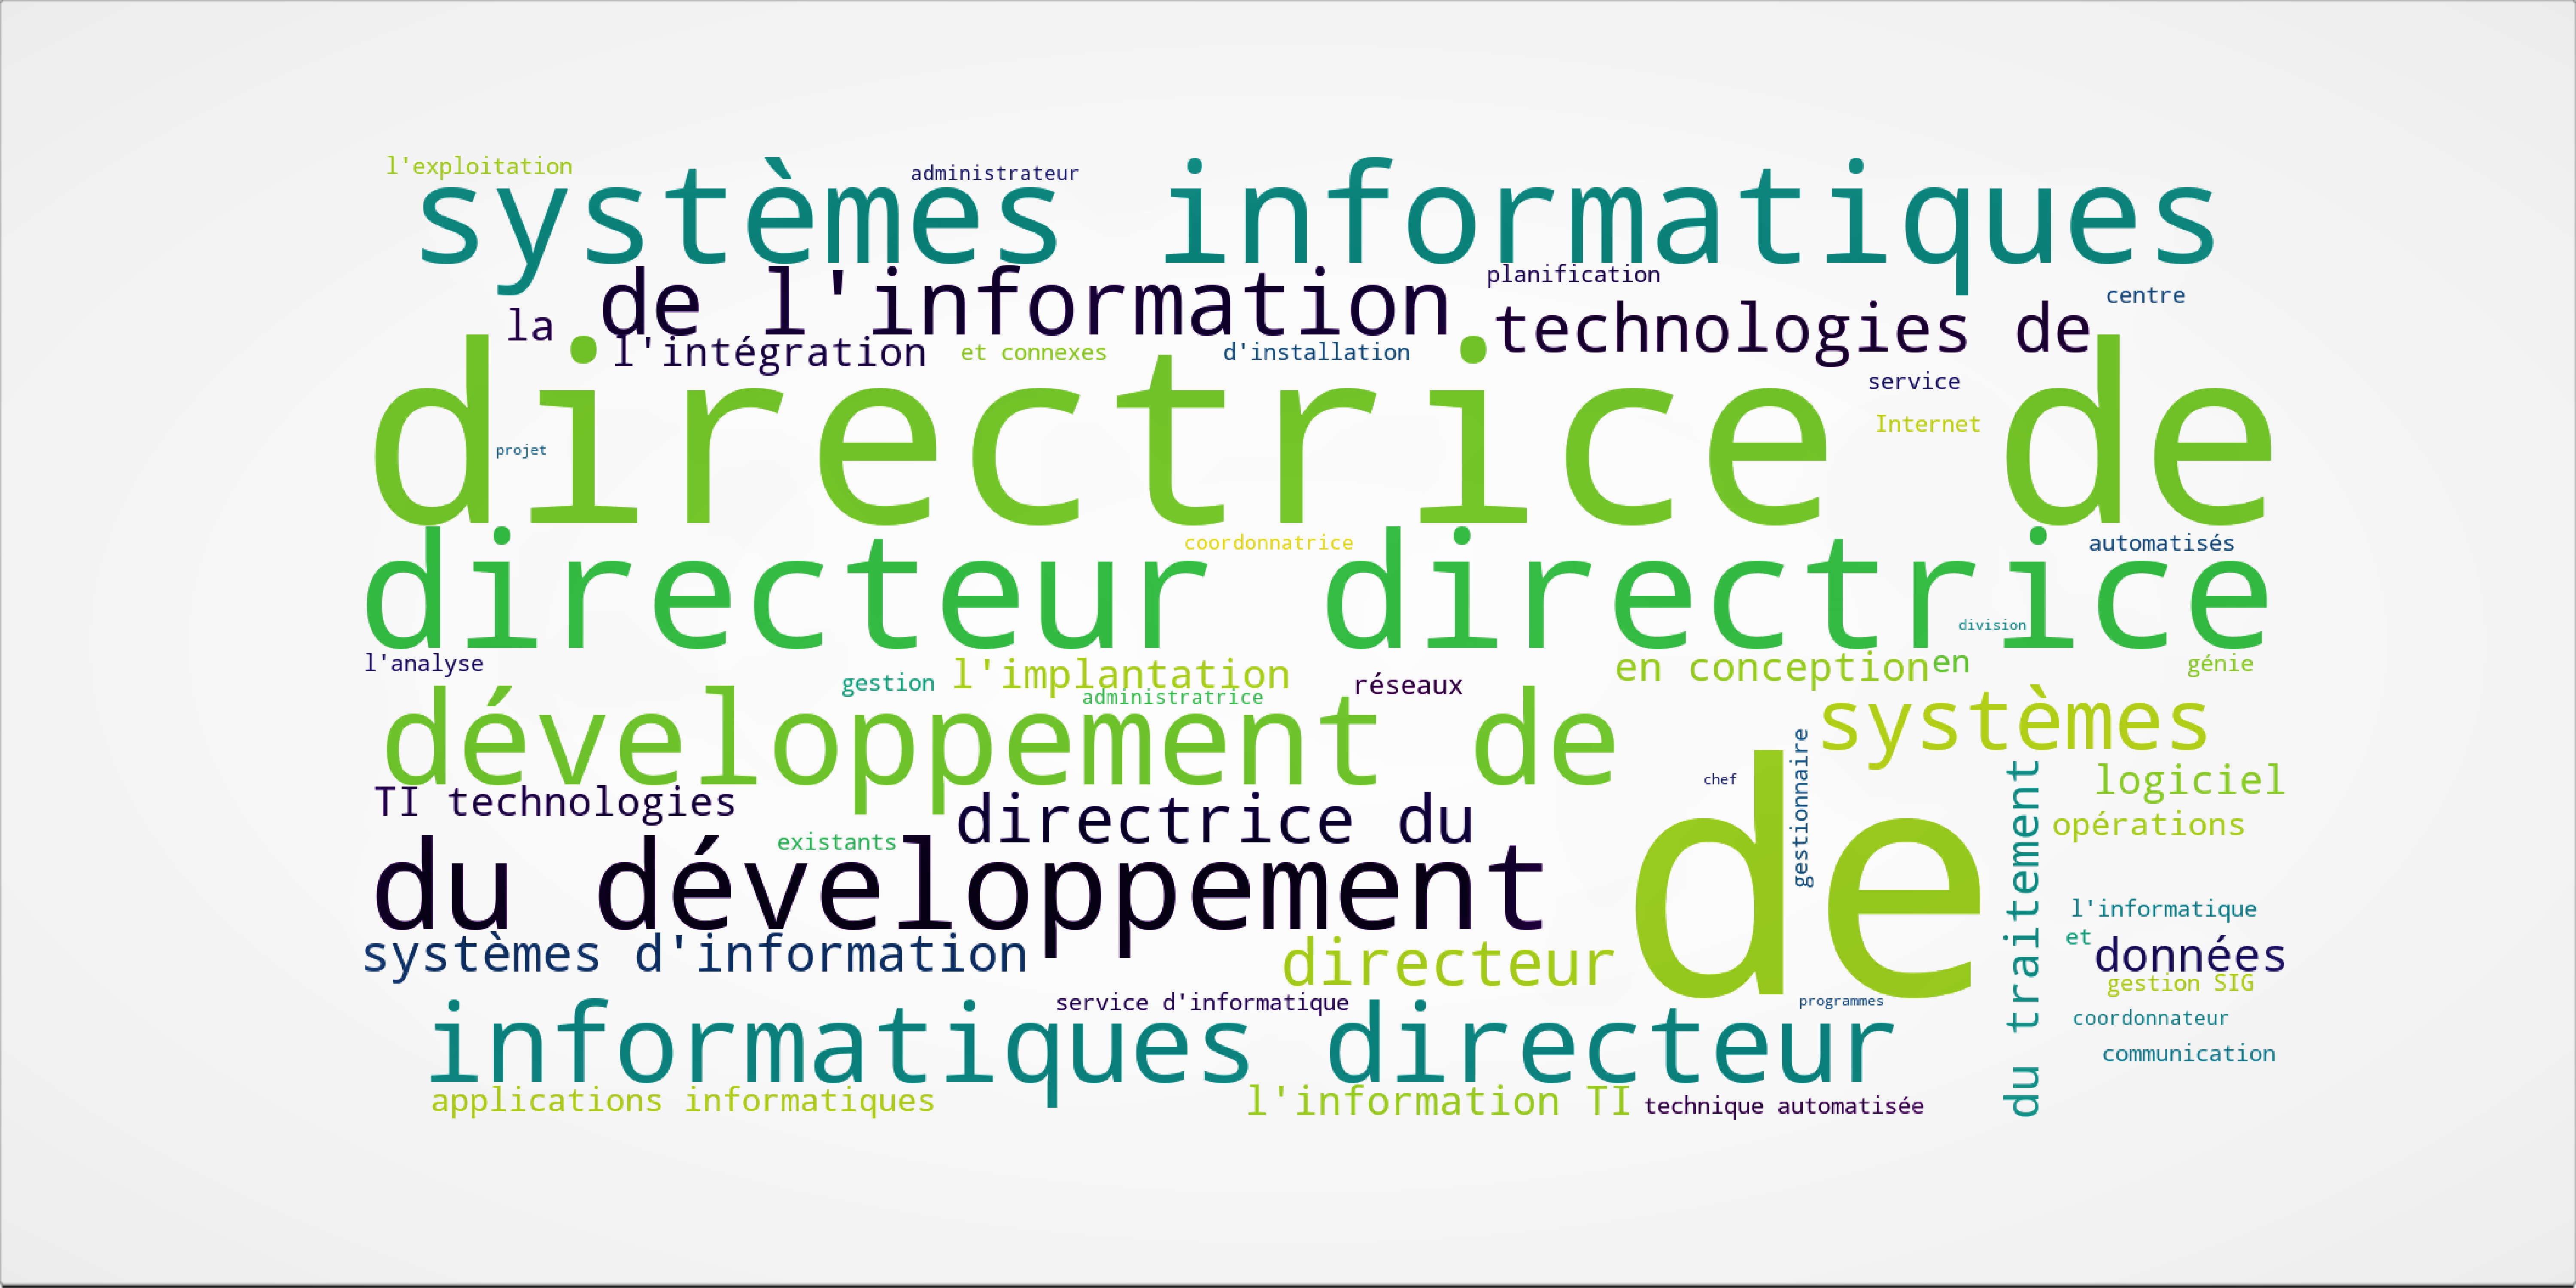 l'exploitation
administrateur
systèmes informatiques
de l'information
planification
centre
la
technologies de
l'intégration
et connexes
d'installation
service
Internet
directrice de
projet
coordonnatrice
automatisés
directeur directrice
division
l'analyse
gestion
l'implantation
réseaux
en conception
en
génie
administratrice
développement de
systèmes
gestionnaire
chef
logiciel
TI technologies
directrice du
opérations
existants
du développement
de
du traitement
l'informatique
et
données
systèmes d'information
directeur
gestion SIG
service d'informatique
programmes
coordonnateur
informatiques directeur
communication
applications informatiques
l'information TI
technique automatisée